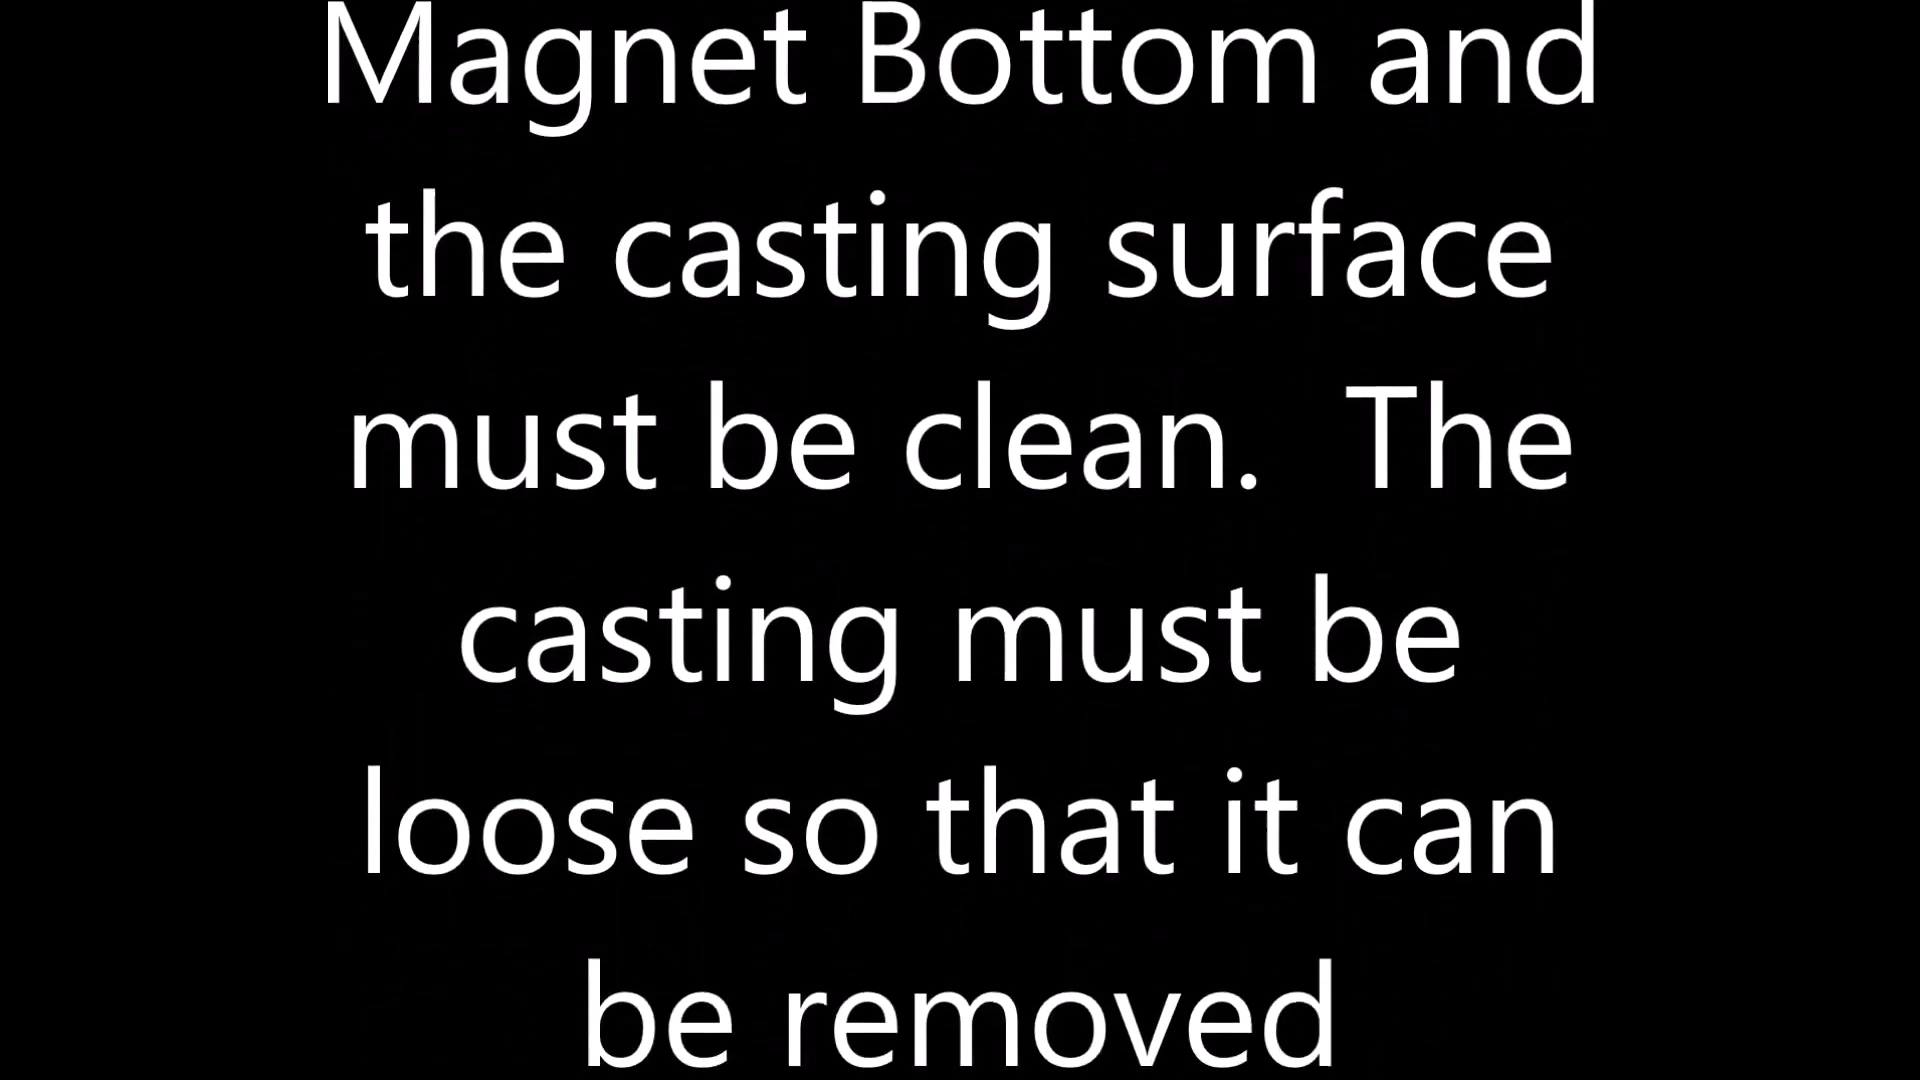 Magnet Bottom and
the casting surface
must be clean.  The
casting must be
loose so that it can
be removed